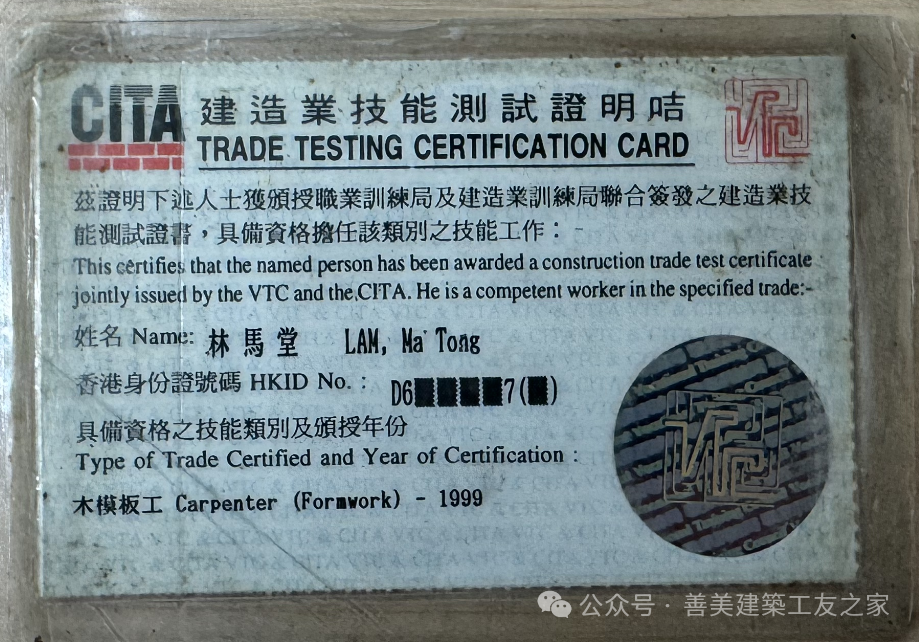 CITA 建造業技能測試證明咭
TRADE TESTING CERTIFICATION CARD
茲證明下述人士獲頒授職業訓練局及建造業訓練局聯合簽發之建造業技
能測試證書，具備資格擔任該類別之技能工作：-
This certifies that the named person has been awarded a construction trade test certificate
jointly issued by the VTC and the CITA. He is a competent worker in the specified trade:-
姓名 Name: 林馬堂 LAM, Ma Tong
香港身份證號碼 HKID No.： D6████7(█)
具備資格之技能類別及頒授年份
Type of Trade Certified and Year of Certification :
木模板工 Carpenter (Formwork) - 1999
公众号 · 善美建築工友之家